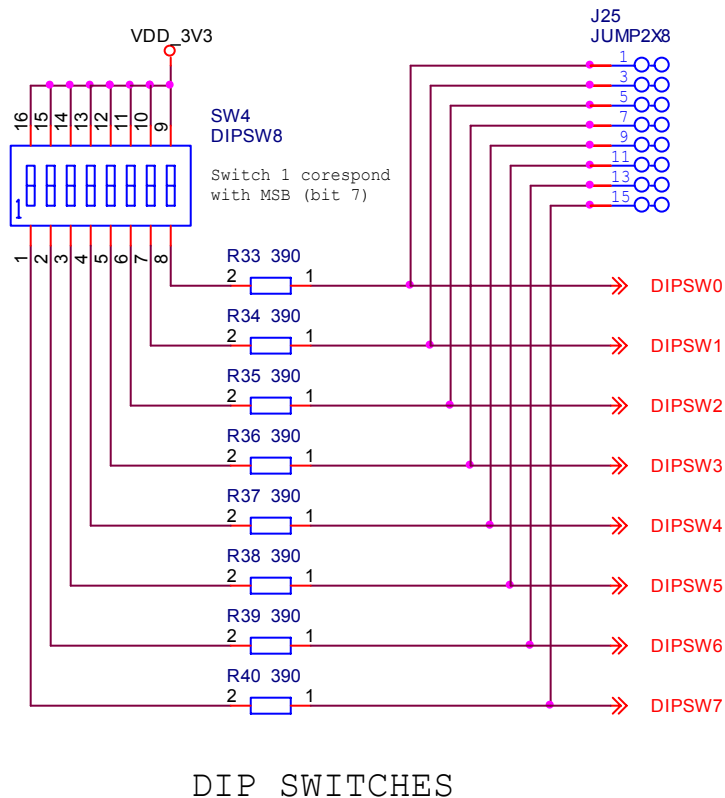 J25
JUMP2X8
VDD_3V3
1
3
5
7
9
11
13
15
16
15
14
13
12
11
10
9
SW4
DIPSW8
Switch 1 corespond
with MSB (bit 7)
1
1
2
3
4
5
6
7
8
R33 390
2 1
DIPSW0
R34 390
2 1
DIPSW1
R35 390
2 1
DIPSW2
R36 390
2 1
DIPSW3
R37 390
2 1
DIPSW4
R38 390
2 1
DIPSW5
R39 390
2 1
DIPSW6
R40 390
2 1
DIPSW7
DIP SWITCHES